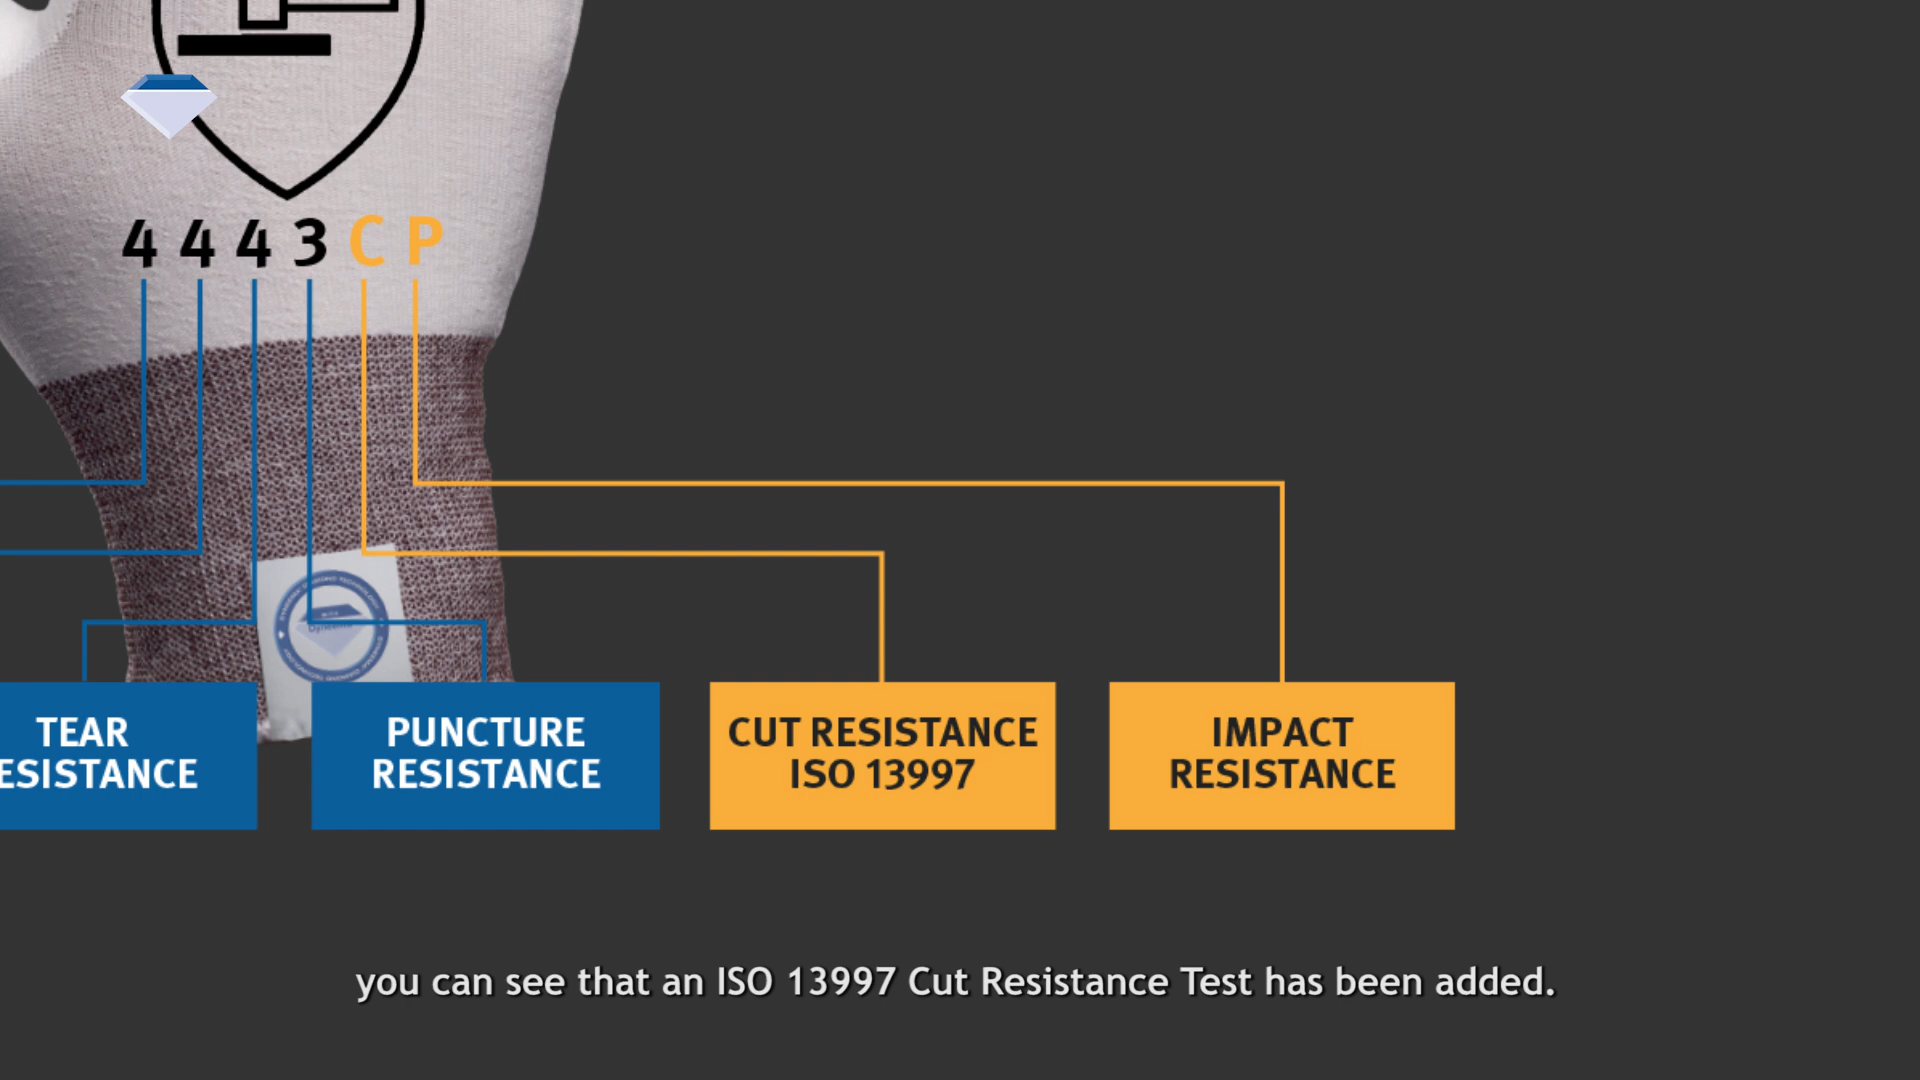 4 4 4 3 C P
TEAR
ESISTANCE
PUNCTURE
RESISTANCE
CUT RESISTANCE
ISO 13997
IMPACT
RESISTANCE
you can see that an ISO 13997 Cut Resistance Test has been added.